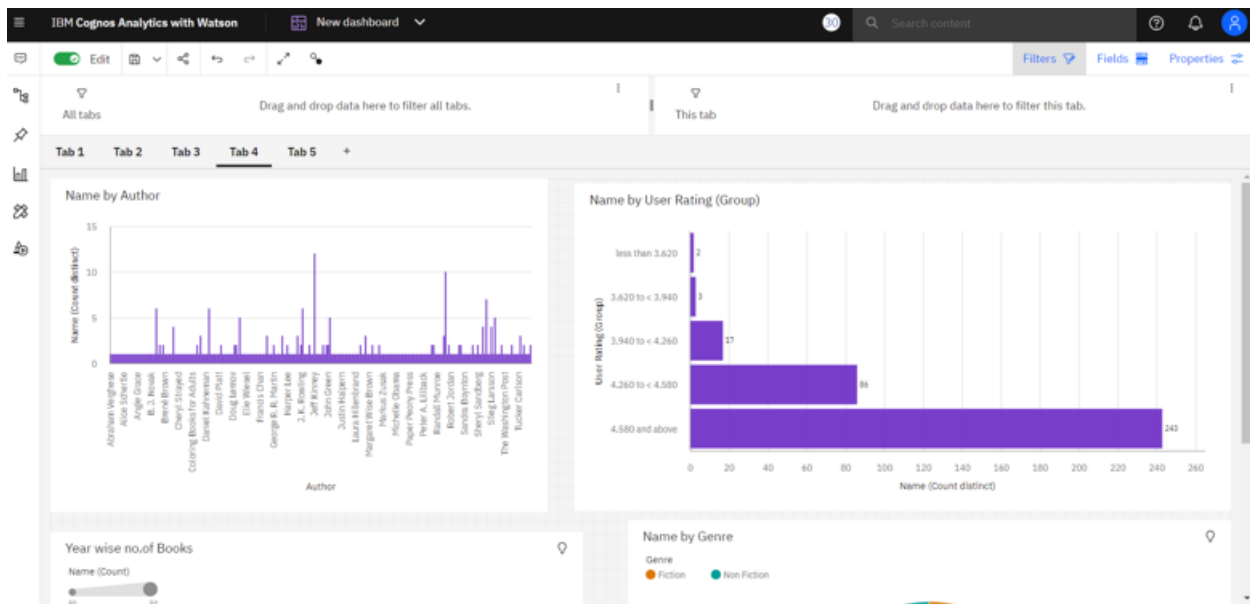 IBM Cognos Analytics with Watson
New dashboard
30
Search content
Edit
Filters
Fields
Properties
All tabs
Drag and drop data here to filter all tabs.
This tab
Drag and drop data here to filter this tab.
Tab 1
Tab 2
Tab 3
Tab 4
Tab 5
+
Name by Author
15
10
5
0
Name (Count distinct)
Abraham Verghese
Alice Schertle
Angie Grace
B. J. Novak
Brené Brown
Cheryl Strayed
Coloring Books for Adults
Daniel Kahneman
David Platt
Doug Lemov
Elie Wiesel
Francis Chan
George R. R. Martin
Harper Lee
J. K. Rowling
Jeff Kinney
John Green
Justin Halpern
Laura Hillenbrand
Margaret Wise Brown
Markus Zusak
Michelle Obama
Paper Peony Press
Peter A. Lillback
Randall Munroe
Robert Jordan
Sandra Boynton
Sheryl Sandberg
Stieg Larsson
The Washington Post
Tucker Carlson
Author
Name by User Rating (Group)
User Rating (Group)
less than 3.620
2
3.620 to < 3.940
3
3.940 to < 4.260
17
4.260 to < 4.580
86
4.580 and above
243
0 20 40 60 80 100 120 140 160 180 200 220 240 260
Name (Count distinct)
Year wise no.of Books
Name (Count)
Name by Genre
Genre
Fiction
Non Fiction